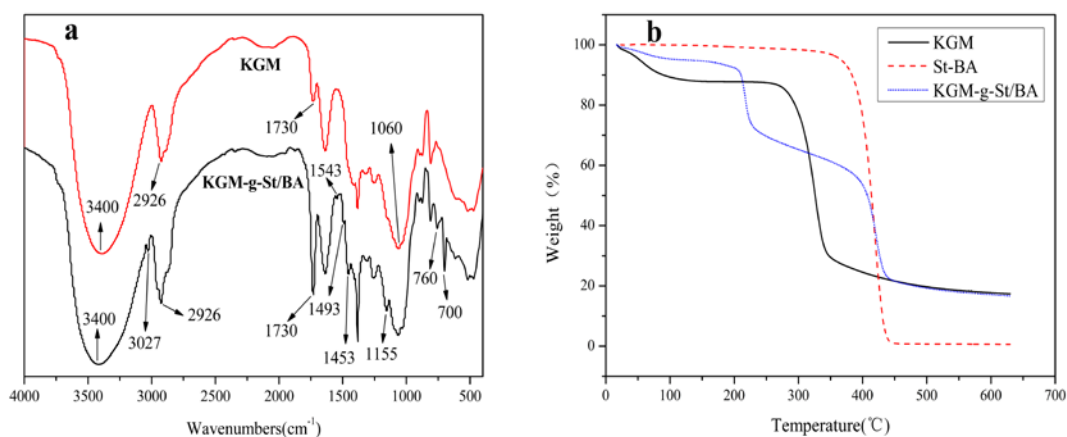 a
KGM
1730
1060
2926
3400
KGM-g-St/BA
1543
3400
3027
2926
1730
1493
1453
1155
760
700
4000 3500 3000 2500 2000 1500 1000 500
Wavenumbers(cm⁻¹)
b
KGM
St-BA
KGM-g-St/BA
100
80
60
40
20
0
Weight（%）
0 100 200 300 400 500 600 700
Temperature(℃)